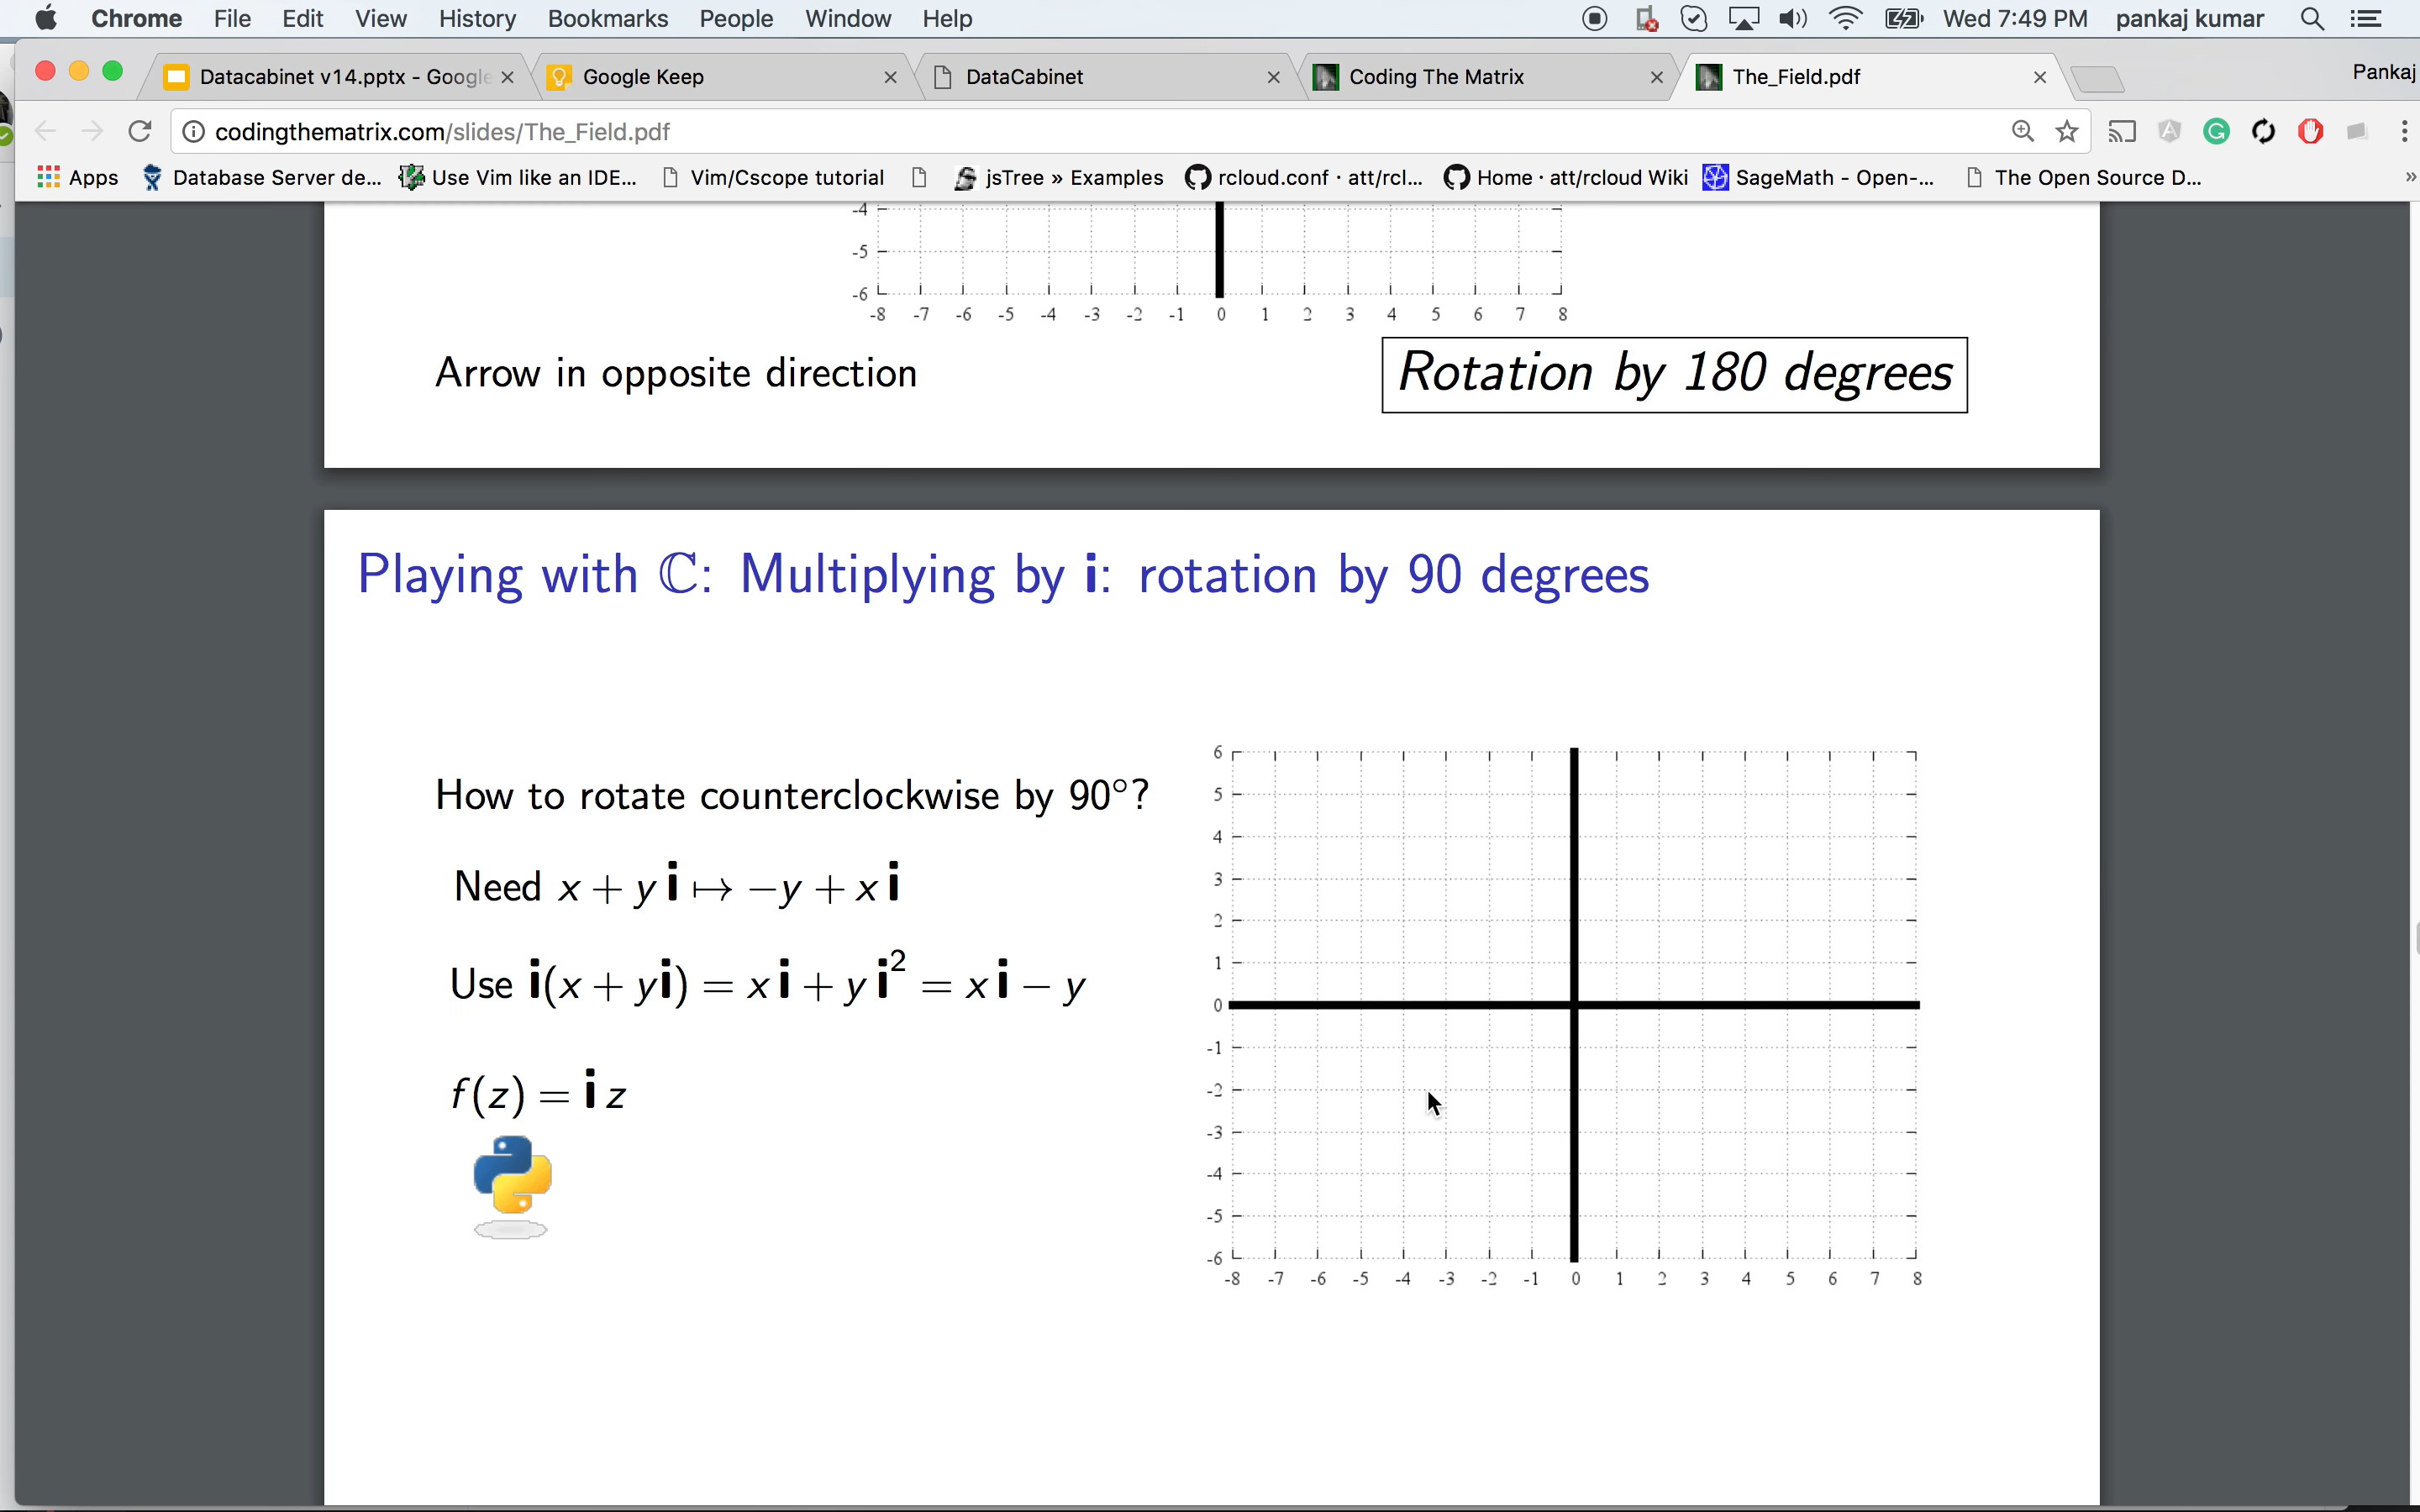 Chrome File Edit View History Bookmarks People Window Help Wed 7:49 PM pankaj kumar
Datacabinet v14.pptx - Google Google Keep DataCabinet Coding The Matrix The_Field.pdf Pankaj
codingthematrix.com/slides/The_Field.pdf
Apps Database Server de... Use Vim like an IDE... Vim/Cscope tutorial jsTree » Examples rcloud.conf · att/rcl... Home · att/rcloud Wiki SageMath - Open-... The Open Source D... »
-4
-5
-6
-8 -7 -6 -5 -4 -3 -2 -1 0 1 2 3 4 5 6 7 8
Arrow in opposite direction Rotation by 180 degrees
Playing with ℂ: Multiplying by i: rotation by 90 degrees
How to rotate counterclockwise by 90°?
Need x + y i ↦ −y + x i
Use i(x + yi) = x i + y i² = x i − y
f(z) = i z
6
5
4
3
2
1
0
-1
-2
-3
-4
-5
-6
-8 -7 -6 -5 -4 -3 -2 -1 0 1 2 3 4 5 6 7 8